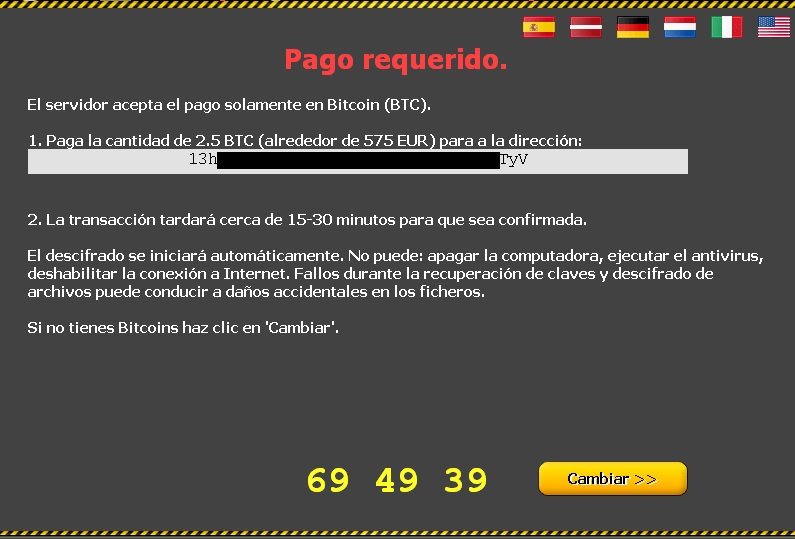 Pago requerido.
El servidor acepta el pago solamente en Bitcoin (BTC).
1. Paga la cantidad de 2.5 BTC (alrededor de 575 EUR) para a la dirección:
13h TyV
2. La transacción tardará cerca de 15-30 minutos para que sea confirmada.
El descifrado se iniciará automáticamente. No puede: apagar la computadora, ejecutar el antivirus,
deshabilitar la conexión a Internet. Fallos durante la recuperación de claves y descifrado de
archivos puede conducir a daños accidentales en los ficheros.
Si no tienes Bitcoins haz clic en 'Cambiar'.
69 49 39
Cambiar >>